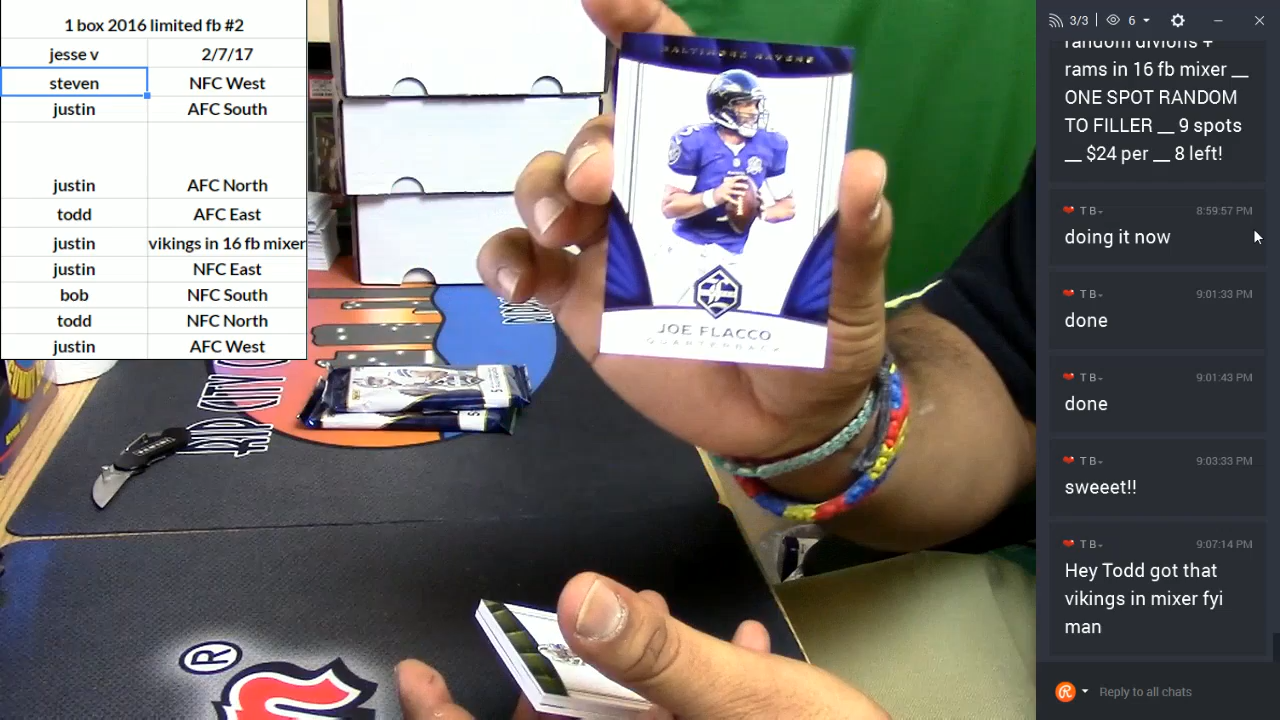 1 box 2016 limited fb #2
jesse v 2/7/17
steven NFC West
justin AFC South
justin AFC North
todd AFC East
justin vikings in 16 fb mixer
justin NFC East
bob NFC South
todd NFC North
justin AFC West
BALTIMORE RAVENS
JOE FLACCO
QUARTERBACK
RIP CITY
®
3/3 6
random divions +
rams in 16 fb mixer __
ONE SPOT RANDOM
TO FILLER __ 9 spots
__ $24 per __ 8 left!
T B 8:59:57 PM
doing it now
T B 9:01:33 PM
done
T B 9:01:43 PM
done
T B 9:03:33 PM
sweeet!!
T B 9:07:14 PM
Hey Todd got that
vikings in mixer fyi
man
Reply to all chats